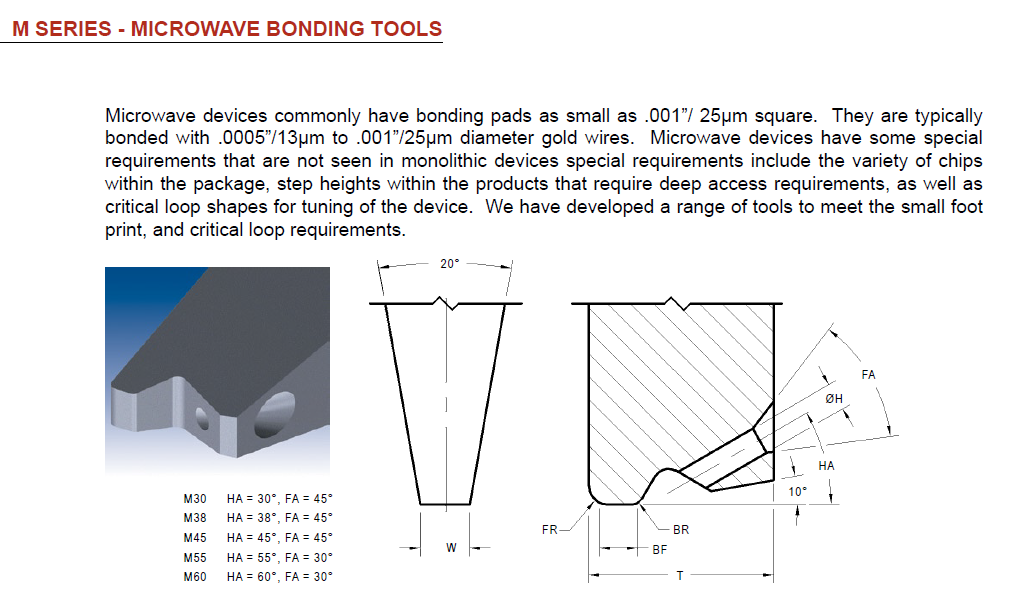 M SERIES - MICROWAVE BONDING TOOLS
Microwave devices commonly have bonding pads as small as .001”/ 25µm square. They are typically
bonded with .0005”/13µm to .001”/25µm diameter gold wires. Microwave devices have some special
requirements that are not seen in monolithic devices special requirements include the variety of chips
within the package, step heights within the products that require deep access requirements, as well as
critical loop shapes for tuning of the device. We have developed a range of tools to meet the small foot
print, and critical loop requirements.
20°
FA
ØH
HA
10°
M30 HA = 30°, FA = 45°
M38 HA = 38°, FA = 45°
M45 HA = 45°, FA = 45°
M55 HA = 55°, FA = 30°
M60 HA = 60°, FA = 30°
FR
BR
W
BF
T